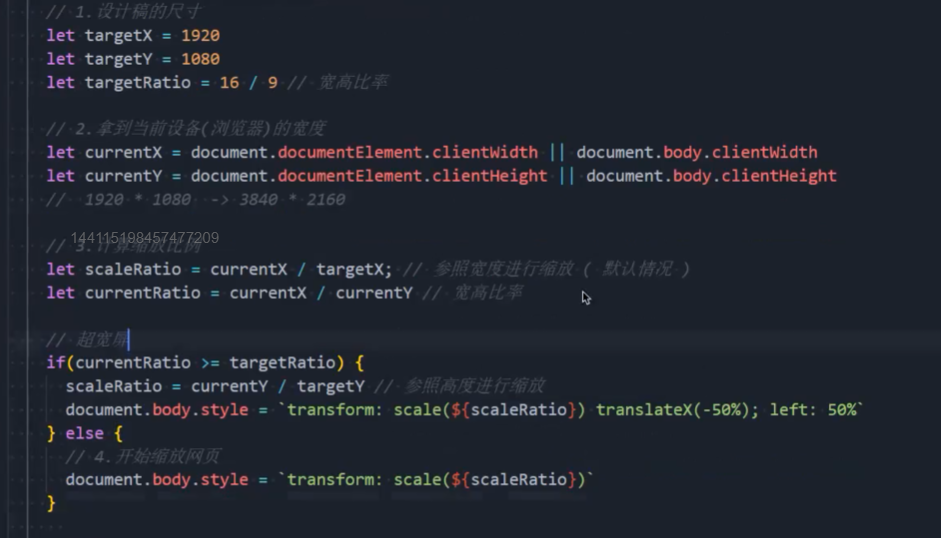 // 1.设计稿的尺寸
let targetX = 1920
let targetY = 1080
let targetRatio = 16 / 9 // 宽高比率
// 2.拿到当前设备(浏览器)的宽度
let currentX = document.documentElement.clientWidth || document.body.clientWidth
let currentY = document.documentElement.clientHeight || document.body.clientHeight
// 1920 * 1080 -> 3840 * 2160
144115198457477209
// 3.计算缩放比例
let scaleRatio = currentX / targetX; // 参照宽度进行缩放 ( 默认情况 )
let currentRatio = currentX / currentY // 宽高比率
// 超宽屏
if(currentRatio >= targetRatio) {
scaleRatio = currentY / targetY // 参照高度进行缩放
document.body.style = `transform: scale(${scaleRatio}) translateX(-50%); left: 50%`
} else {
// 4.开始缩放网页
document.body.style = `transform: scale(${scaleRatio})`
}